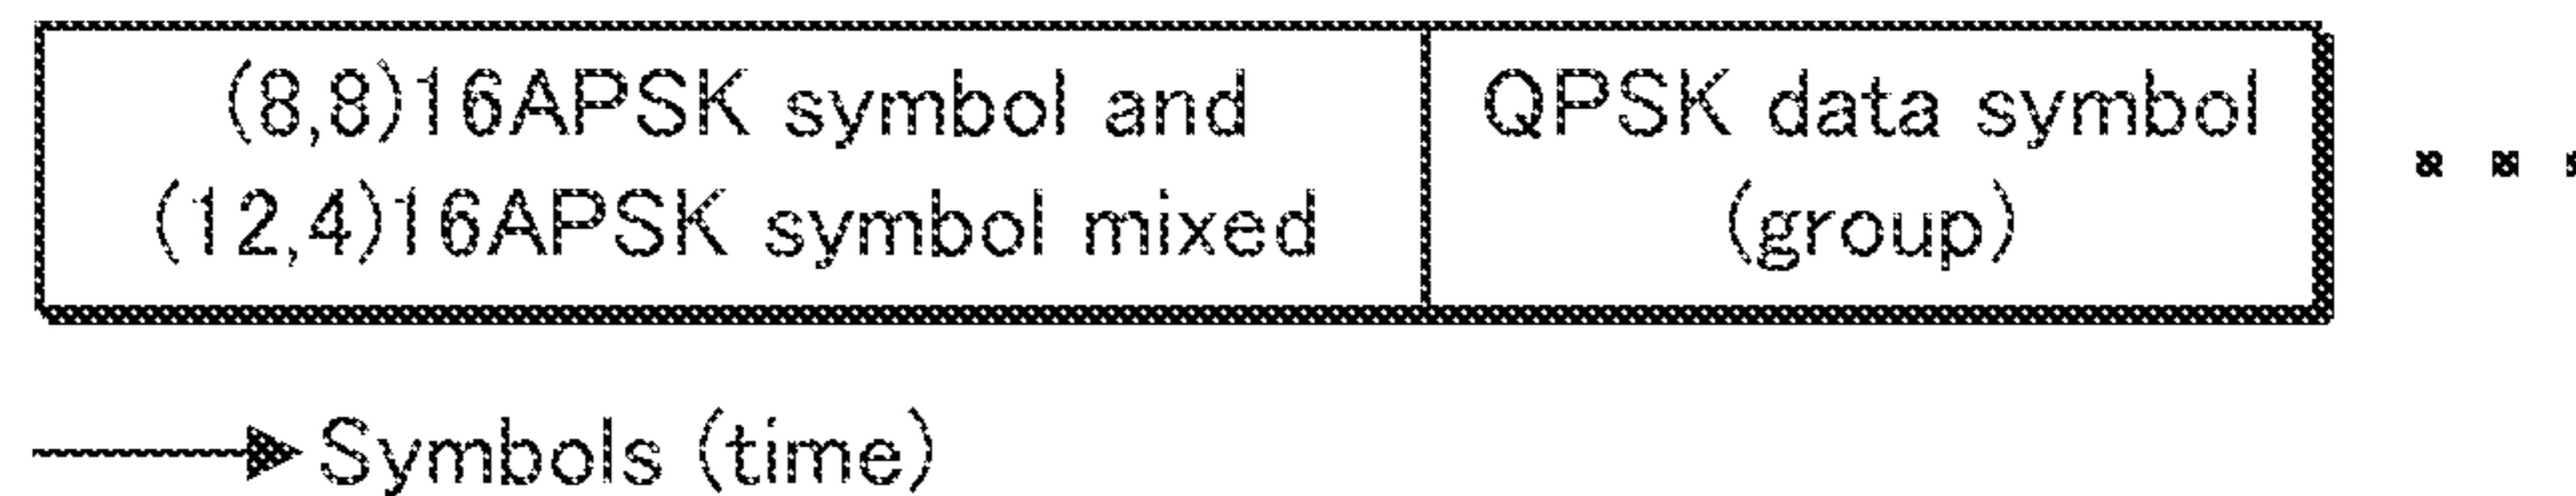 (8,8)16APSK symbol and
(12,4)16APSK symbol mixed
QPSK data symbol
(group)
Symbols (time)